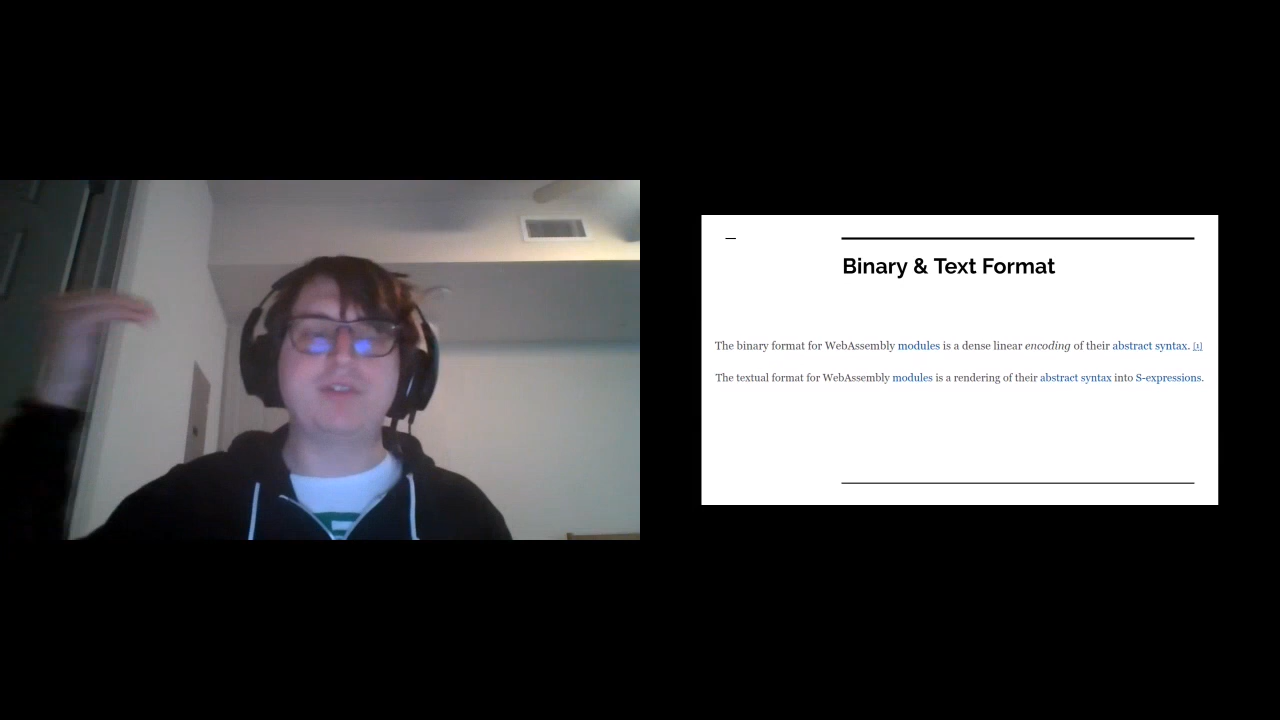 Binary & Text Format
The binary format for WebAssembly modules is a dense linear encoding of their abstract syntax. [1]
The textual format for WebAssembly modules is a rendering of their abstract syntax into S-expressions.